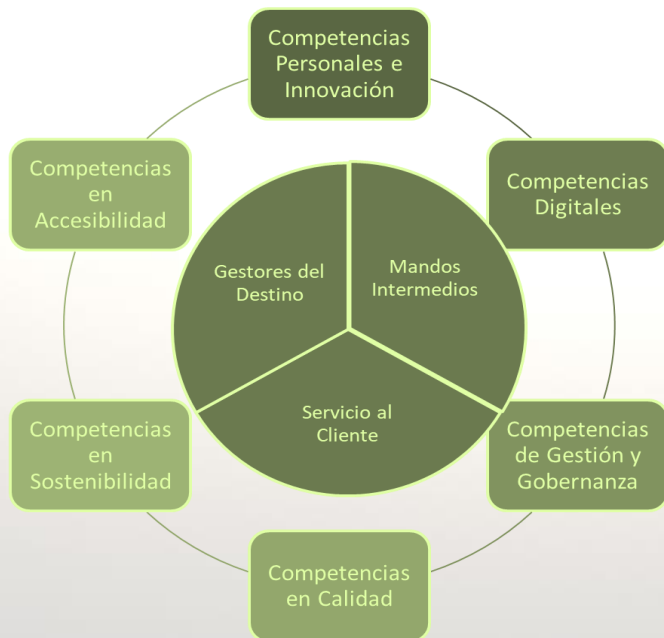 Competencias
Personales e
Innovación
Competencias
Digitales
Competencias
de Gestión y
Gobernanza
Competencias
en Calidad
Competencias
en
Sostenibilidad
Competencias
en
Accesibilidad
Gestores del
Destino
Mandos
Intermedios
Servicio al
Cliente